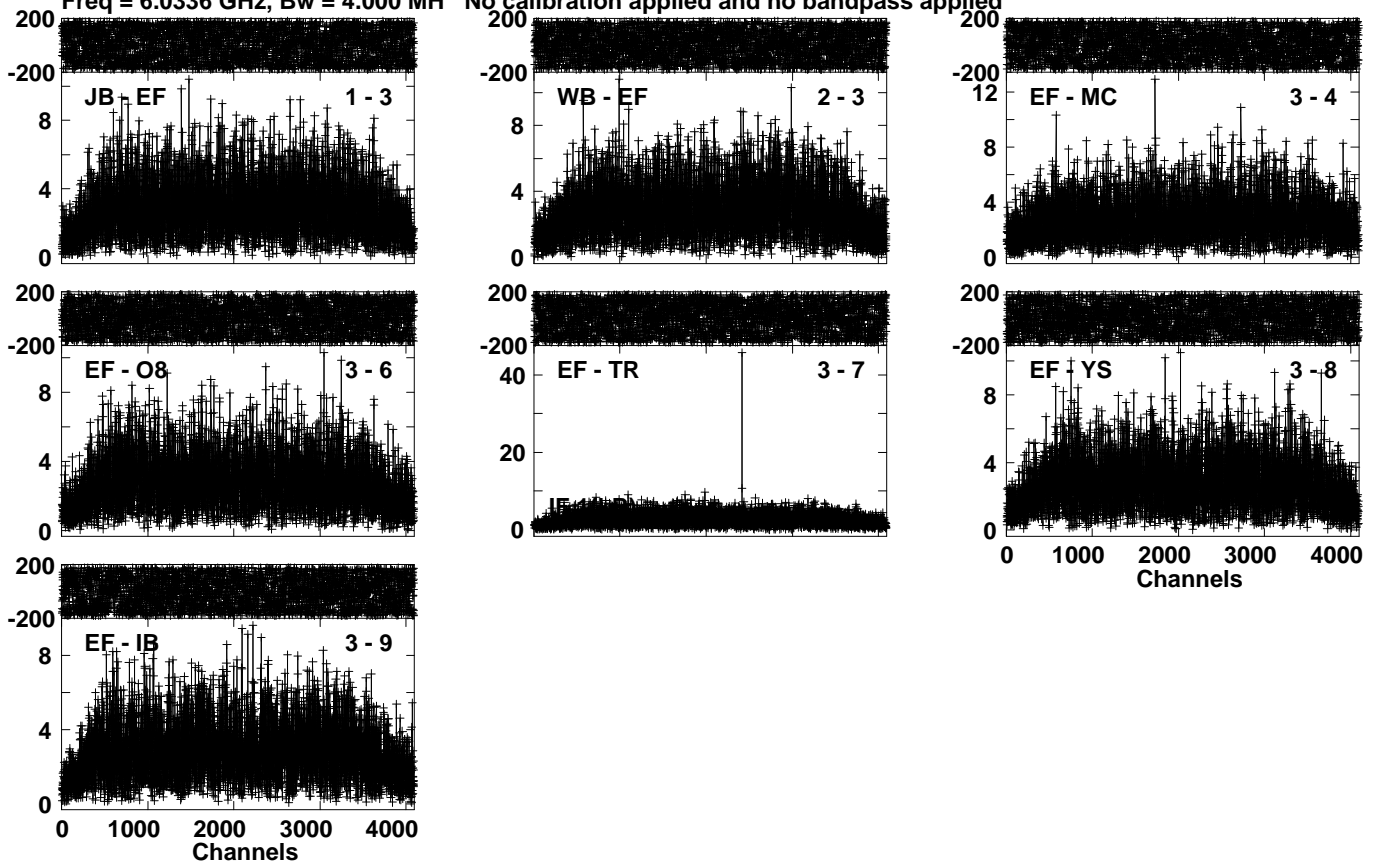 Freq = 6.0336 GHz, Bw = 4.000 MH No calibration applied and no bandpass applied
200 200 200
-200 -200 -200
JB - EF 1 - 3 WB - EF 2 - 3 EF - MC 3 - 4
8 8 12
4 4 8
0 0 4
0
200 200 200
-200 -200 -200
EF - O8 3 - 6 EF - TR 3 - 7 EF - YS 3 - 8
8 40 8
4 20 4
0 0 0
0 1000 2000 3000 4000
Channels
200
-200
EF - IB 3 - 9
8
4
0
0 1000 2000 3000 4000
Channels